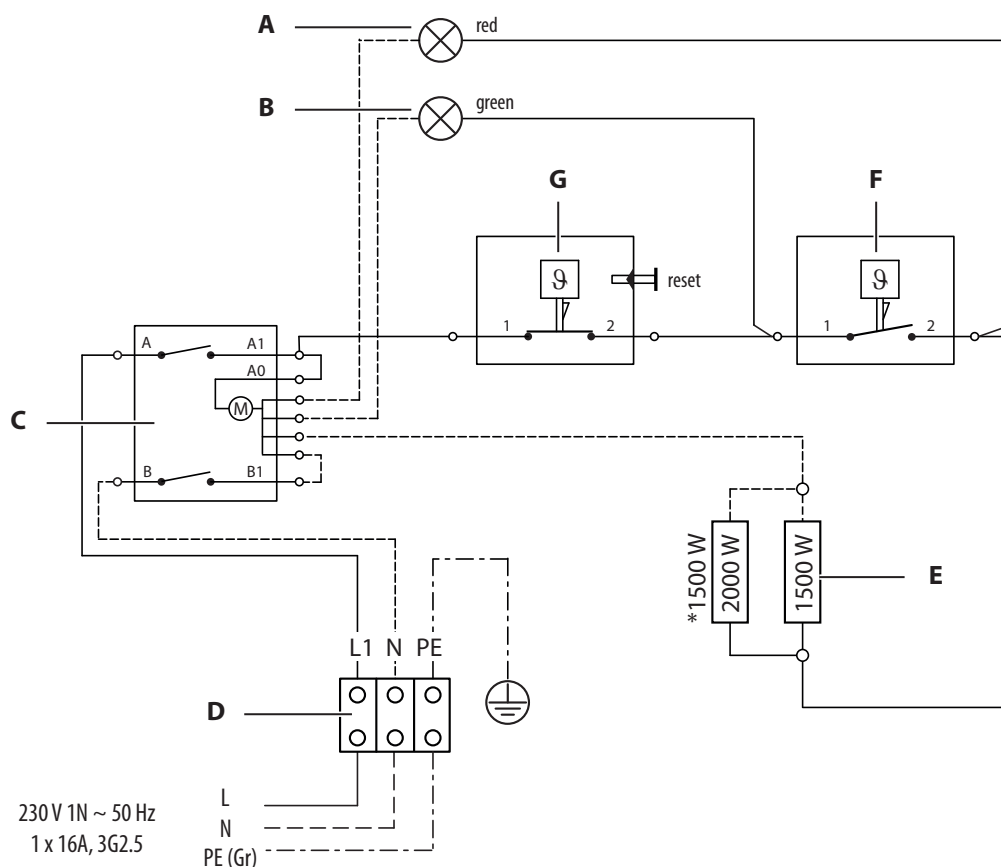 A
red
B
green
G
F
ϑ
reset
ϑ
1
2
1
2
A
A1
A0
M
C
B
B1
*1500 W
2000 W
1500 W
E
L1
N
PE
D
L
230 V 1N ~ 50 Hz
N
1 x 16A, 3G2.5
PE (Gr)